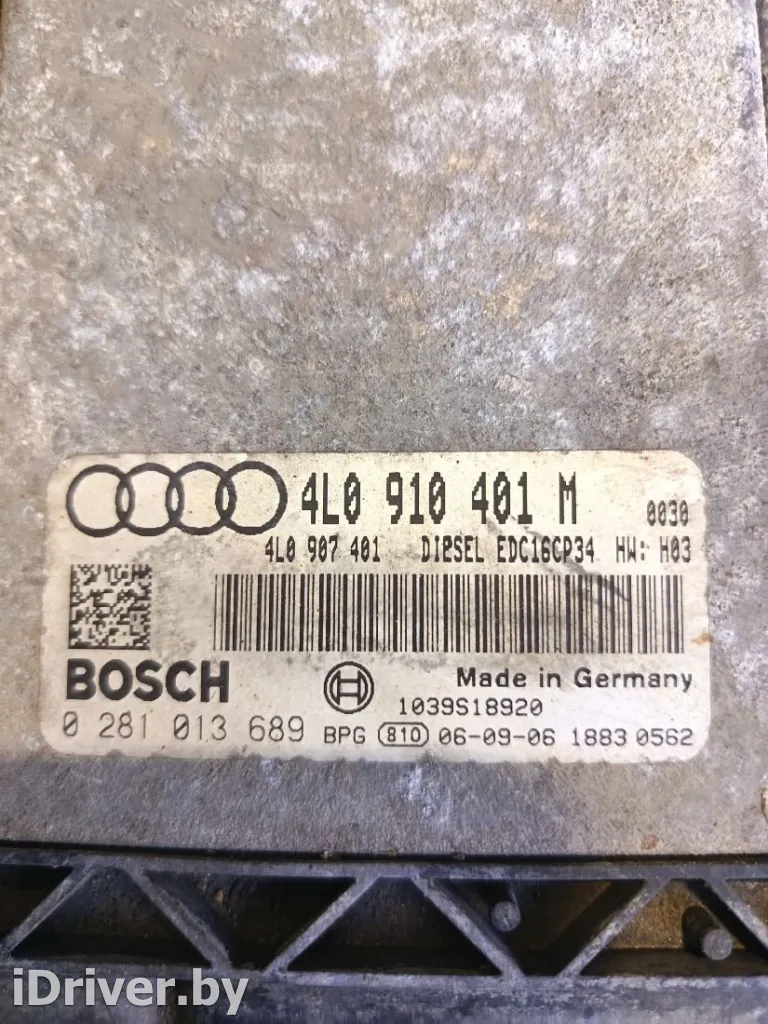 4L0 910 401 M 0030
4L0 907 401 DIESEL EDC16CP34 HW: H03
BOSCH
Made in Germany
1039S18920
0 281 013 689 BPG 810 06-09-06 1883 0562
iDriver.by